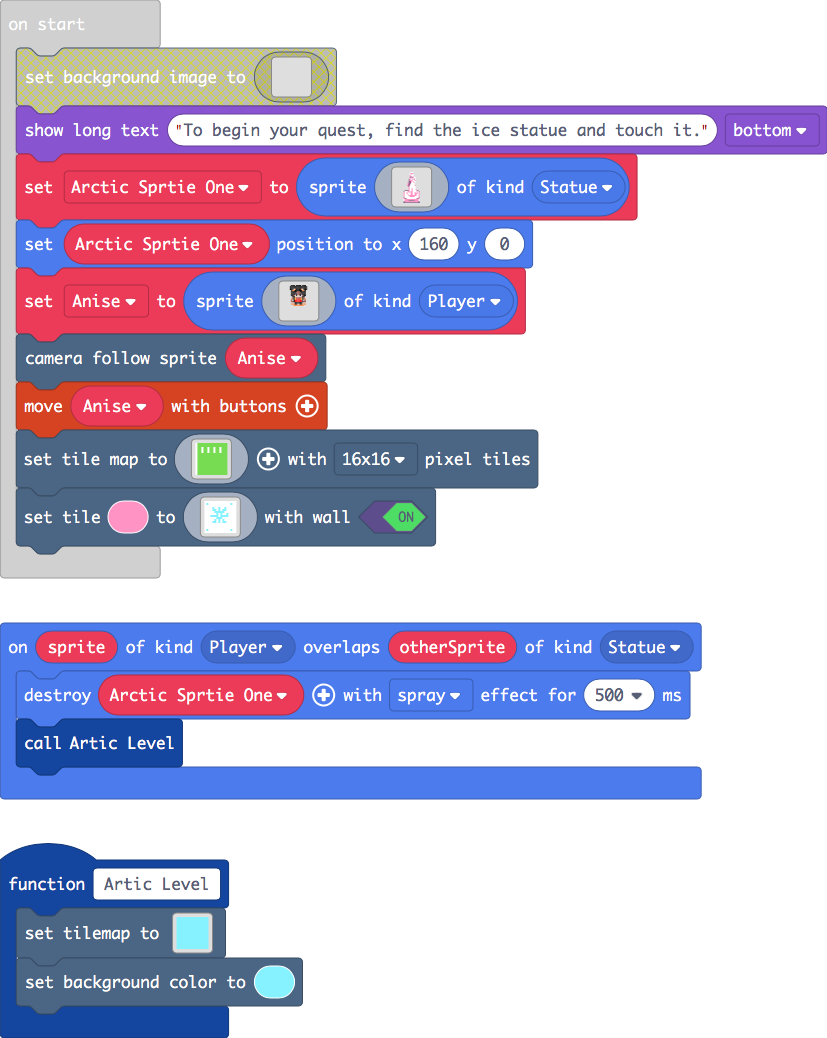 on start
set background image to
show long text "To begin your quest, find the ice statue and touch it." bottom
set Arctic Sprtie One to sprite of kind Statue
set Arctic Sprtie One position to x 160 y 0
set Anise to sprite of kind Player
camera follow sprite Anise
move Anise with buttons
set tile map to with 16x16 pixel tiles
set tile to with wall ON
on sprite of kind Player overlaps otherSprite of kind Statue
destroy Arctic Sprtie One with spray effect for 500 ms
call Artic Level
function Artic Level
set tilemap to
set background color to